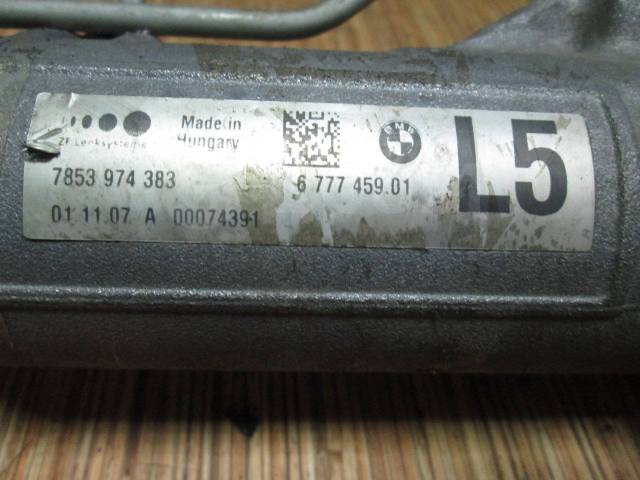 ZF Lenksysteme
Made in
Hungary
BMW
L5
7853 974 383
6 777 459.01
01 11.07 A 00074391